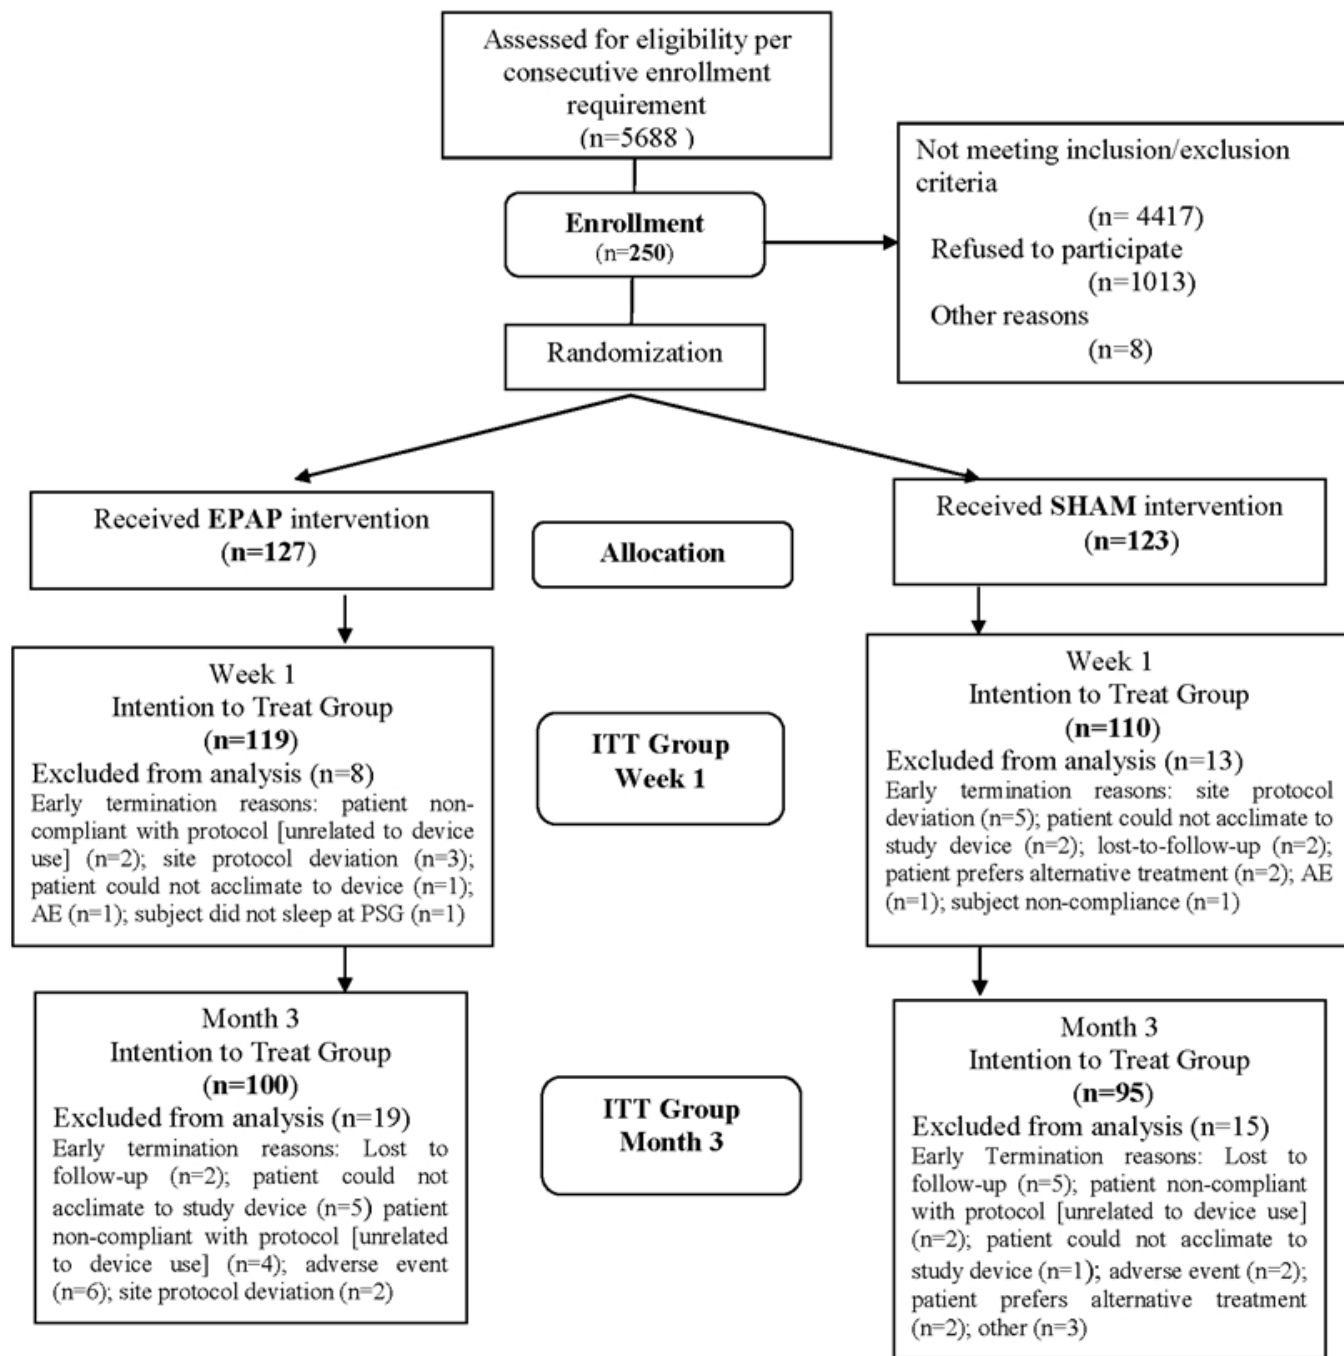 Assessed for eligibility per
consecutive enrollment
requirement
(n=5688 )
Enrollment
(n=250)
Not meeting inclusion/exclusion
criteria
(n= 4417)
Refused to participate
(n=1013)
Other reasons
(n=8)
Randomization
Received EPAP intervention
(n=127)
Allocation
Received SHAM intervention
(n=123)
Week 1
Intention to Treat Group
(n=119)
Excluded from analysis (n=8)
Early termination reasons: patient non-
compliant with protocol [unrelated to device
use] (n=2); site protocol deviation (n=3);
patient could not acclimate to device (n=1);
AE (n=1); subject did not sleep at PSG (n=1)
ITT Group
Week 1
Week 1
Intention to Treat Group
(n=110)
Excluded from analysis (n=13)
Early termination reasons: site protocol
deviation (n=5); patient could not acclimate to
study device (n=2); lost-to-follow-up (n=2);
patient prefers alternative treatment (n=2); AE
(n=1); subject non-compliance (n=1)
Month 3
Intention to Treat Group
(n=100)
Excluded from analysis (n=19)
Early termination reasons: Lost to
follow-up (n=2); patient could not
acclimate to study device (n=5) patient
non-compliant with protocol [unrelated
to device use] (n=4); adverse event
(n=6); site protocol deviation (n=2)
ITT Group
Month 3
Month 3
Intention to Treat Group
(n=95)
Excluded from analysis (n=15)
Early Termination reasons: Lost to
follow-up (n=5); patient non-compliant
with protocol [unrelated to device use]
(n=2); patient could not acclimate to
study device (n=1); adverse event (n=2);
patient prefers alternative treatment
(n=2); other (n=3)